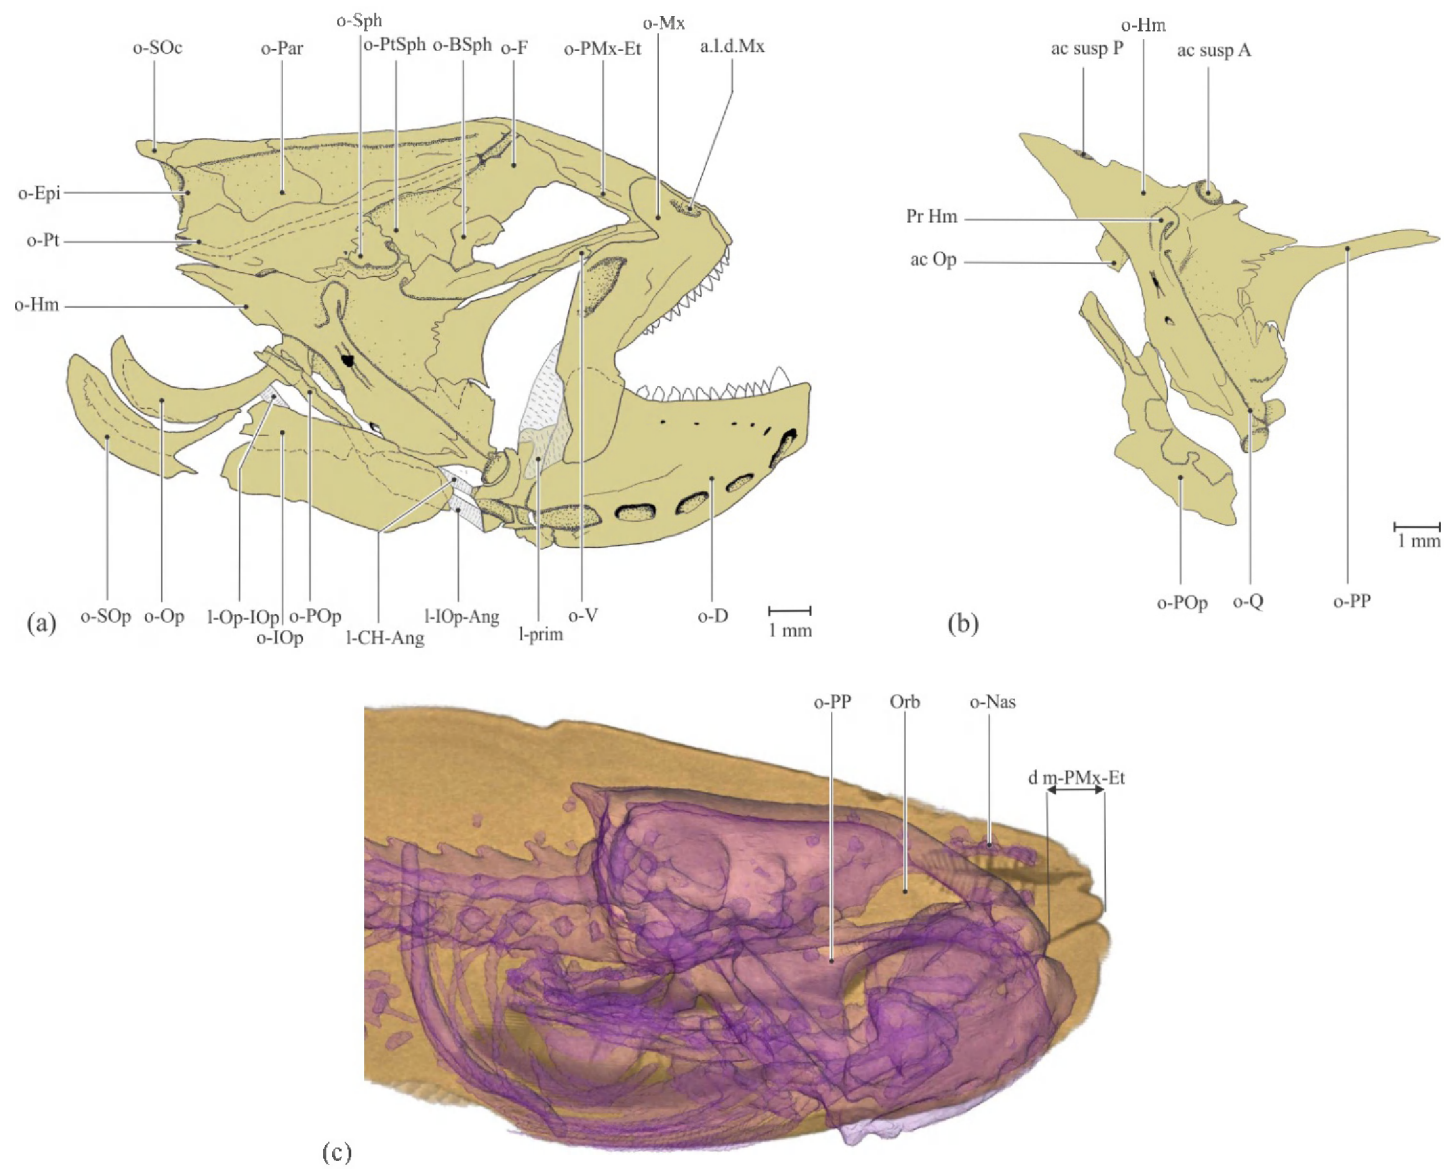 o-Sph
o-Mx
o-SOc
o-Par
o-PtSph
o-BSph
o-F
o-PMx-Et
a.l.d.Mx
o-Epi
o-Pt
o-Hm
o-SOp
o-Op
l-Op-IOp
o-IOp
o-POp
l-CH-Ang
l-IOp-Ang
l-prim
o-V
o-D
1 mm
(a)
o-Hm
ac susp P
ac susp A
Pr Hm
ac Op
1 mm
o-POp
o-Q
o-PP
(b)
o-PP
Orb
o-Nas
d m-PMx-Et
(c)